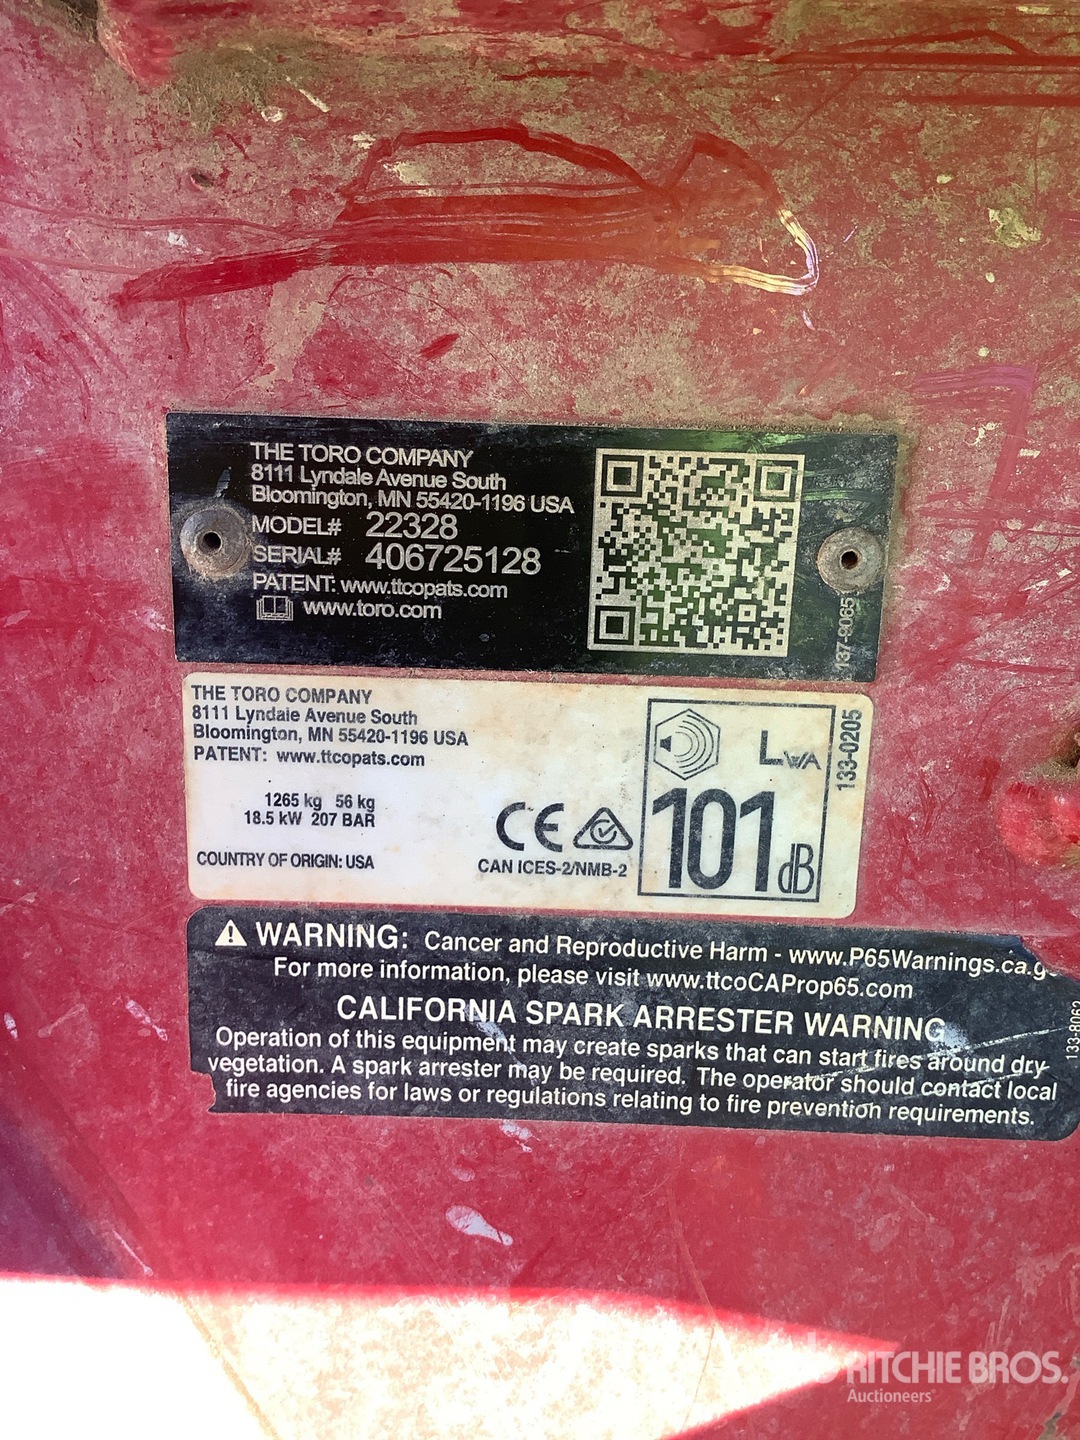 THE TORO COMPANY
8111 Lyndale Avenue South
Bloomington, MN 55420-1196 USA
MODEL# 22328
SERIAL# 406725128
PATENT: www.ttcopats.com
www.toro.com
137-8065
THE TORO COMPANY
8111 Lyndale Avenue South
Bloomington, MN 55420-1196 USA
PATENT: www.ttcopats.com
1265 kg 56 kg
18.5 kW 207 BAR
COUNTRY OF ORIGIN: USA
CE
CAN ICES-2/NMB-2
LWA
101 dB
133-0205
WARNING: Cancer and Reproductive Harm - www.P65Warnings.ca.g
For more information, please visit www.ttcoCAProp65.com
CALIFORNIA SPARK ARRESTER WARNING
Operation of this equipment may create sparks that can start fires around dry
vegetation. A spark arrester may be required. The operator should contact local
fire agencies for laws or regulations relating to fire prevention requirements.
133-8062
RITCHIE BROS.
Auctioneers